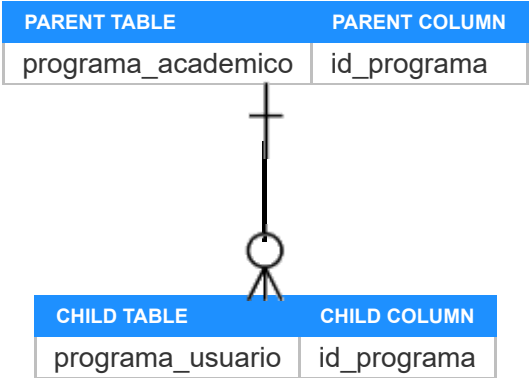 PARENT TABLE PARENT COLUMN
programa_academico id_programa
CHILD TABLE CHILD COLUMN
programa_usuario id_programa